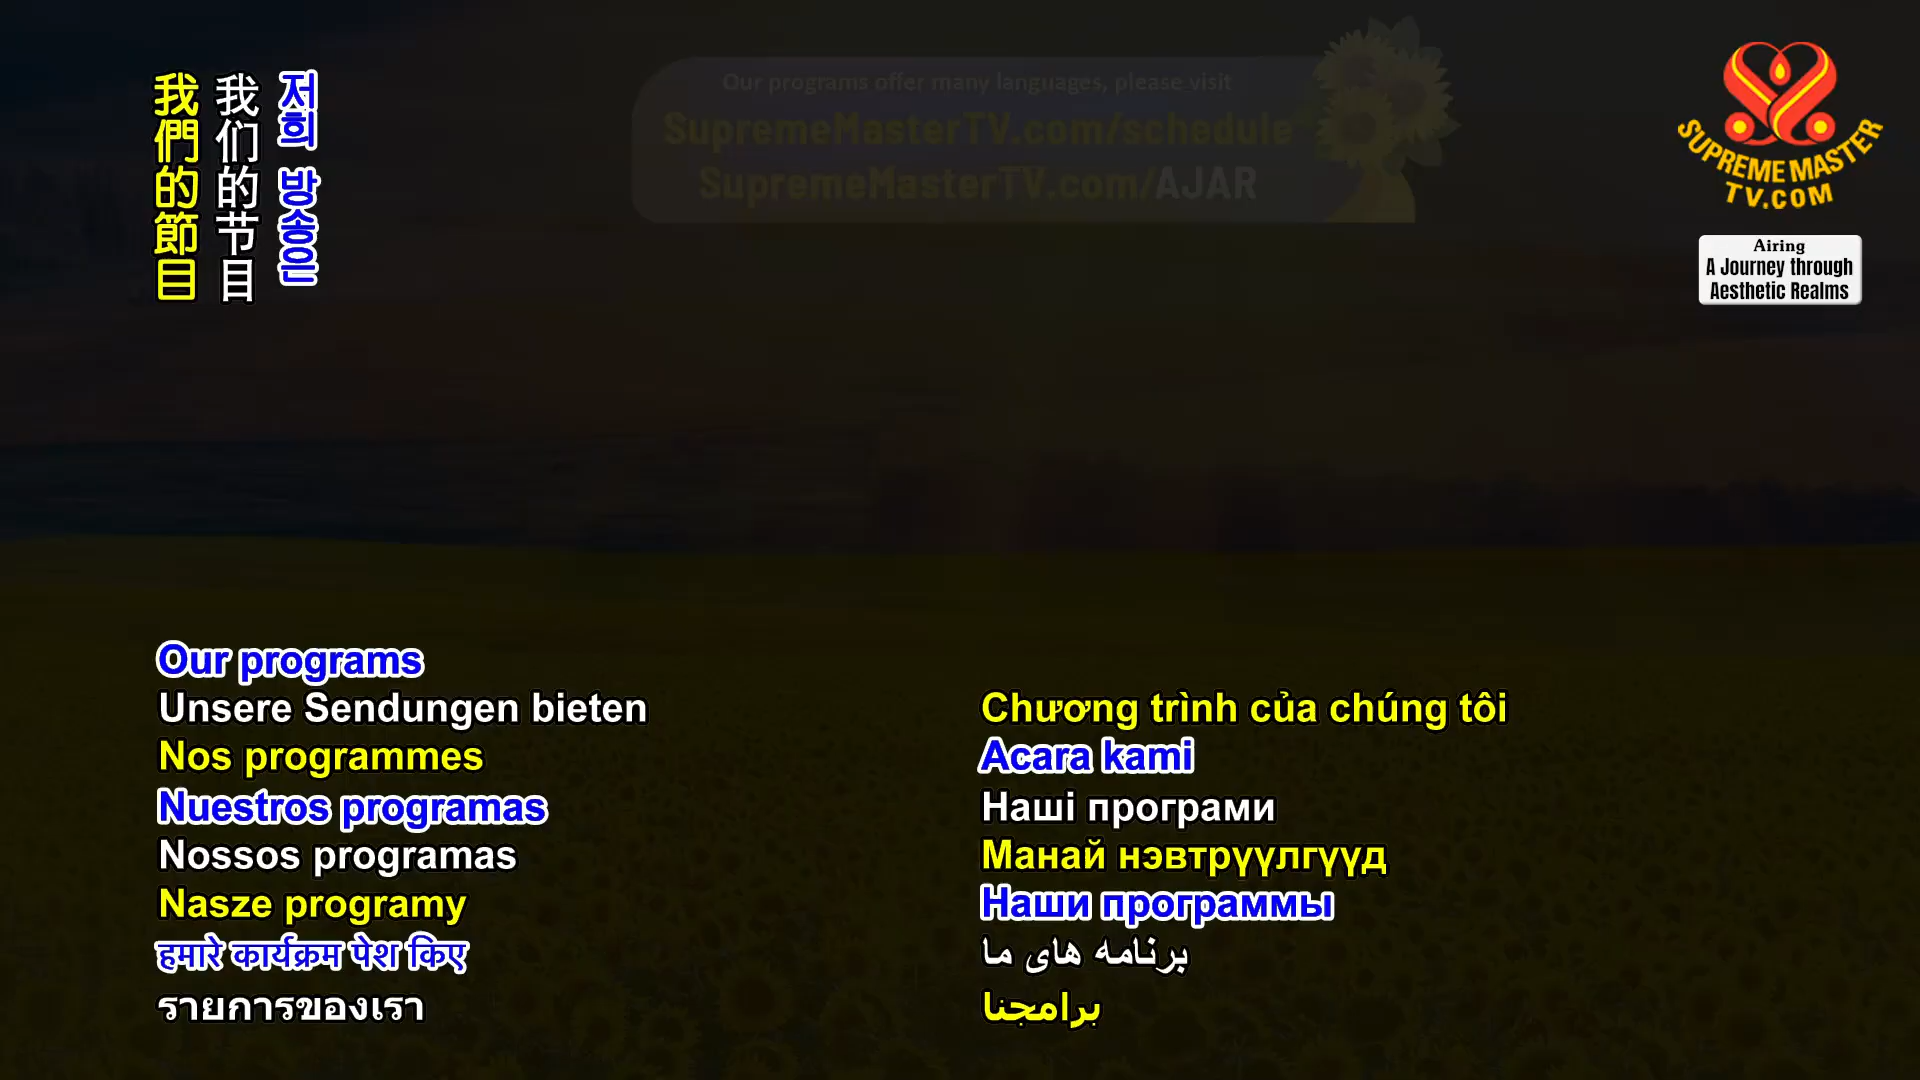 我們的節目
我们的节目
저희 방송은
Our programs offer many languages, please visit
SupremeMasterTV.com/schedule
SupremeMasterTV.com/AJAR
SUPREME MASTER
TV.COM
Airing
A Journey through
Aesthetic Realms
Our programs
Unsere Sendungen bieten
Nos programmes
Nuestros programas
Nossos programas
Nasze programy
हमारे कार्यक्रम पेश किए
รายการของเรา
Chương trình của chúng tôi
Acara kami
Наші програми
Манай нэвтрүүлгүүд
Наши программы
برنامه های ما
برامجنا